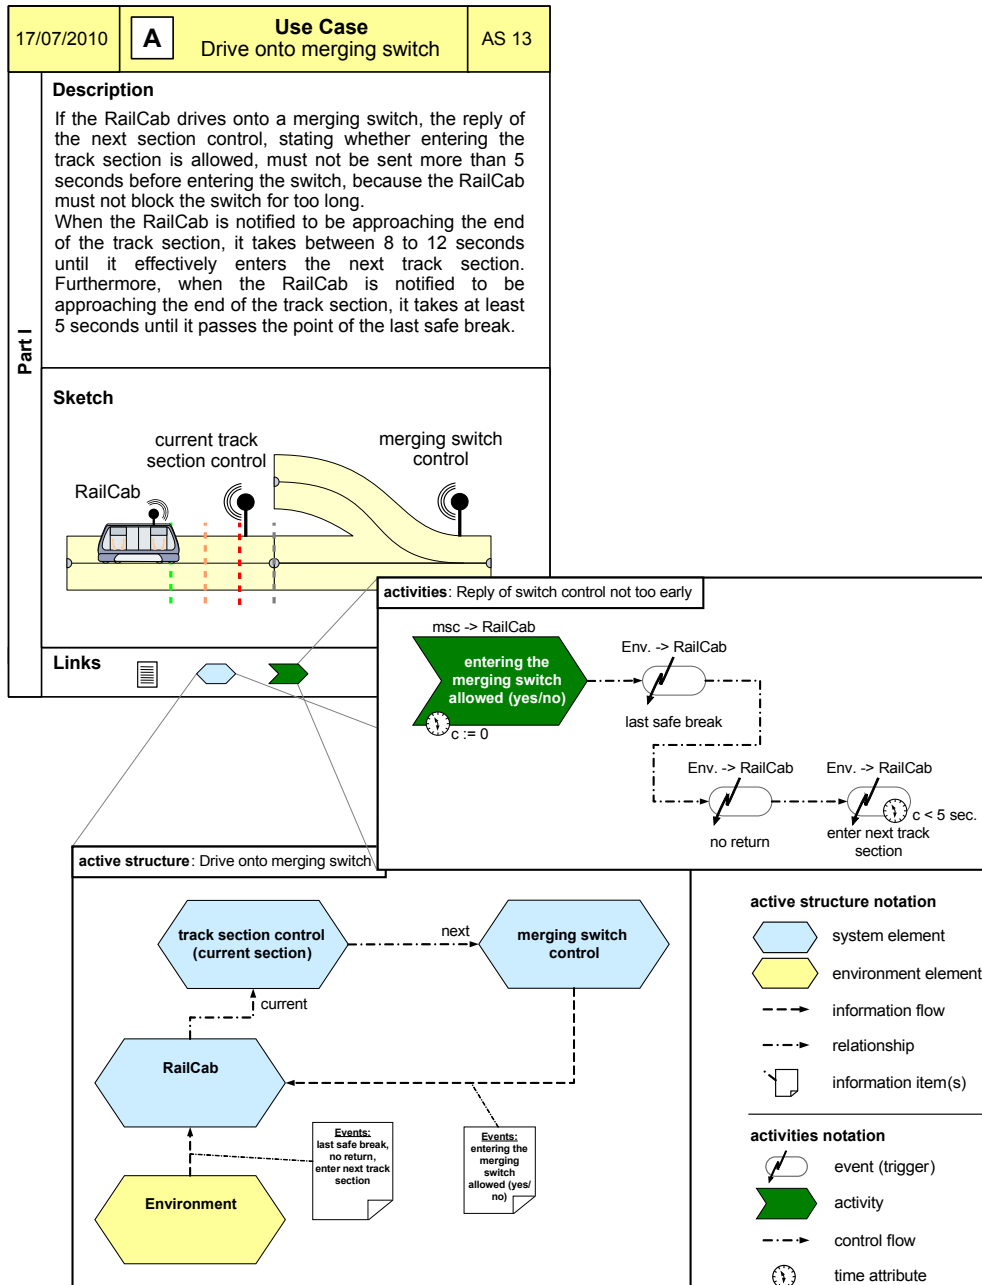 17/07/2010
A
Use Case
Drive onto merging switch
AS 13
Part I
Description
If the RailCab drives onto a merging switch, the reply of
the next section control, stating whether entering the
track section is allowed, must not be sent more than 5
seconds before entering the switch, because the RailCab
must not block the switch for too long.
When the RailCab is notified to be approaching the end
of the track section, it takes between 8 to 12 seconds
until it effectively enters the next track section.
Furthermore, when the RailCab is notified to be
approaching the end of the track section, it takes at least
5 seconds until it passes the point of the last safe break.
Sketch
current track
section control
merging switch
control
RailCab
Links
activities: Reply of switch control not too early
msc -> RailCab
entering the
merging switch
allowed (yes/no)
c := 0
Env. -> RailCab
last safe break
Env. -> RailCab
no return
Env. -> RailCab
c < 5 sec.
enter next track
section
active structure: Drive onto merging switch
track section control
(current section)
next
merging switch
control
current
RailCab
Events:
last safe break,
no return,
enter next track
section
Events:
entering the
merging
switch
allowed (yes/
no)
Environment
active structure notation
system element
environment element
information flow
relationship
information item(s)
activities notation
event (trigger)
activity
control flow
time attribute